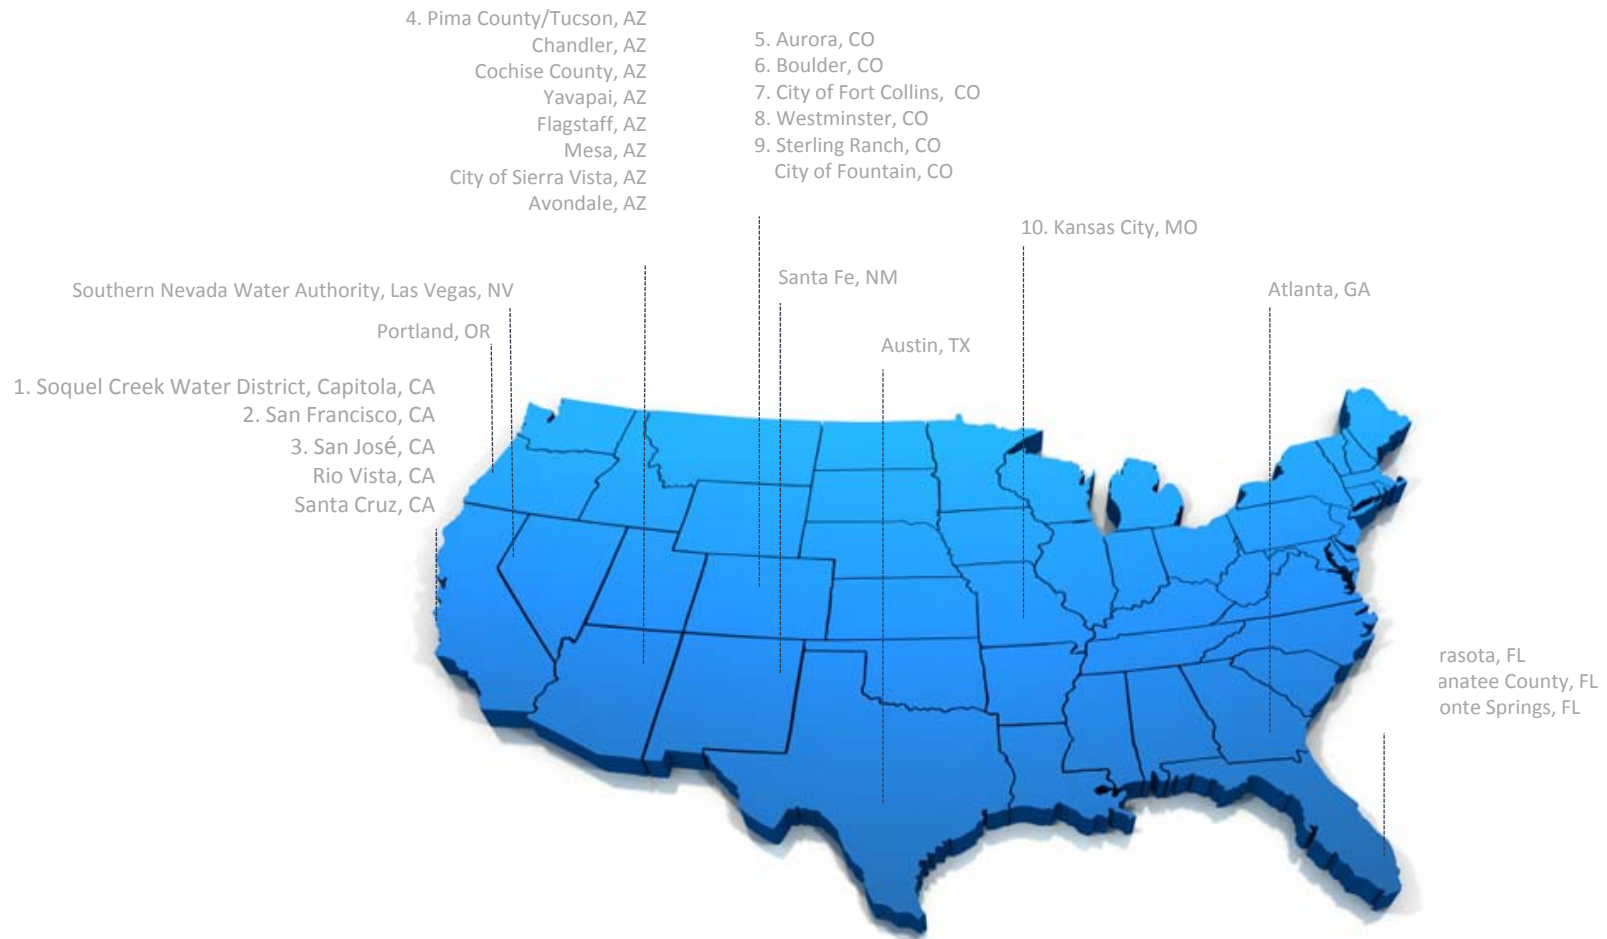 4. Pima County/Tucson, AZ
Chandler, AZ
Cochise County, AZ
Yavapai, AZ
Flagstaff, AZ
Mesa, AZ
City of Sierra Vista, AZ
Avondale, AZ
5. Aurora, CO
6. Boulder, CO
7. City of Fort Collins, CO
8. Westminster, CO
9. Sterling Ranch, CO
City of Fountain, CO
10. Kansas City, MO
Southern Nevada Water Authority, Las Vegas, NV
Santa Fe, NM
Atlanta, GA
Portland, OR
Austin, TX
1. Soquel Creek Water District, Capitola, CA
2. San Francisco, CA
3. San José, CA
Rio Vista, CA
Santa Cruz, CA
rasota, FL
anatee County, FL
onte Springs, FL